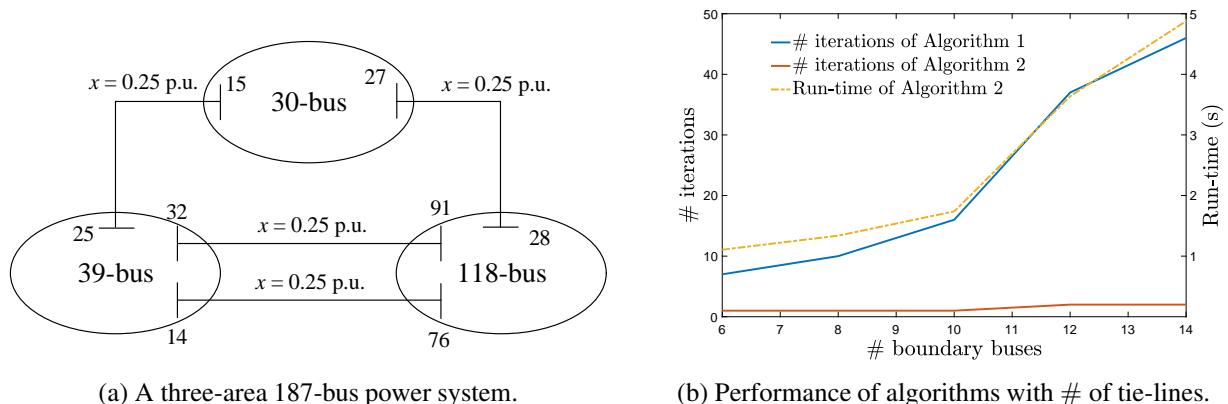 x = 0.25 p.u.
15
27
x = 0.25 p.u.
30-bus
25
32
x = 0.25 p.u.
91
28
39-bus
118-bus
x = 0.25 p.u.
14
76
(a) A three-area 187-bus power system.
50
40
30
20
10
0
# iterations
# iterations of Algorithm 1
# iterations of Algorithm 2
Run-time of Algorithm 2
5
4
3
2
1
Run-time (s)
6 7 8 9 10 11 12 13 14
# boundary buses
(b) Performance of algorithms with # of tie-lines.